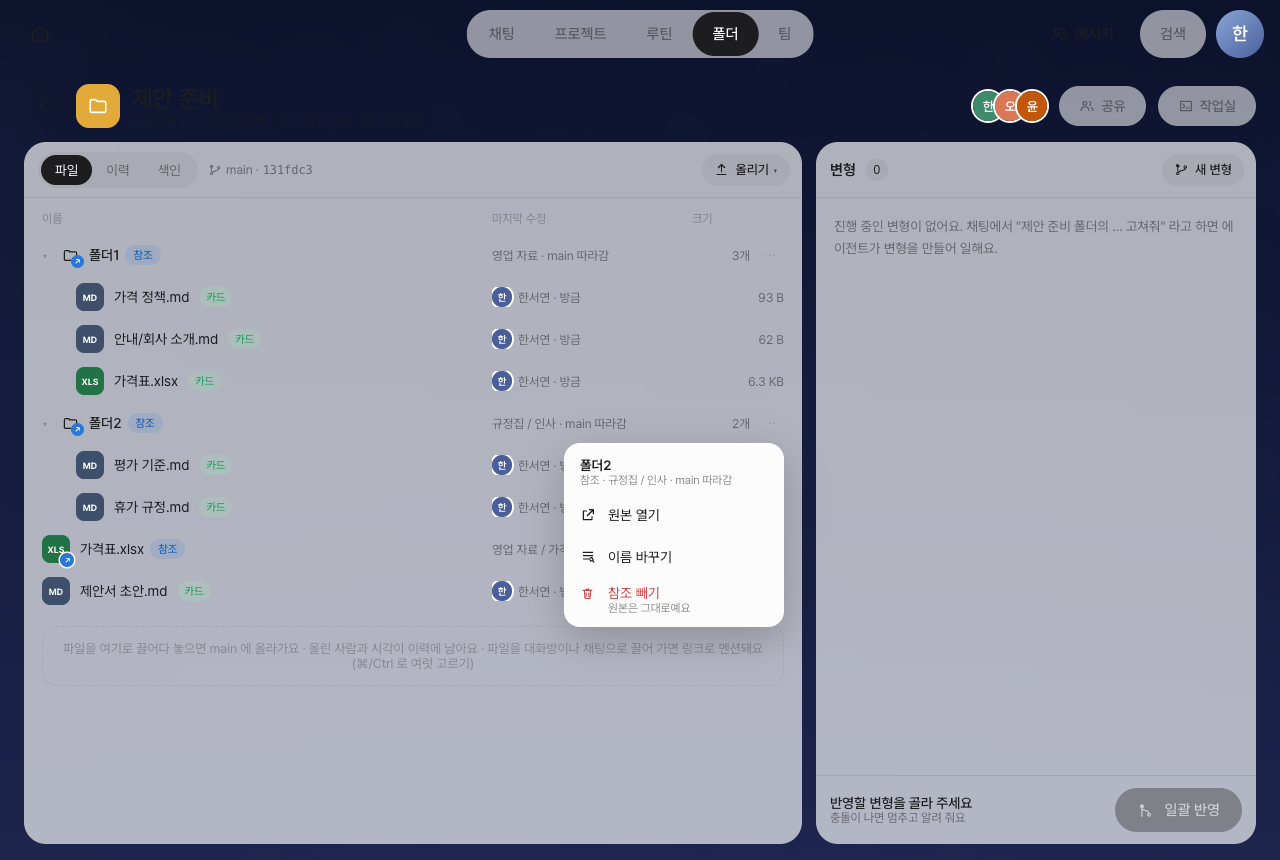 채팅
프로젝트
루틴
폴더
팀
메시지
검색
한
제안 준비
한
오
윤
공유
작업실
파일
이력
색인
main · 131fdc3
올리기
변형
0
새 변형
이름
마지막 수정
크기
진행 중인 변형이 없어요. 채팅에서 "제안 준비 폴더의 … 고쳐줘" 라고 하면 에
이전트가 변형을 만들어 일해요.
폴더1 참조 영업 자료 · main 따라감 3개 ···
MD 가격 정책.md 카드 한 한서연 · 방금 93 B
MD 안내/회사 소개.md 카드 한 한서연 · 방금 62 B
XLS 가격표.xlsx 카드 한 한서연 · 방금 6.3 KB
폴더2 참조 규정집 / 인사 · main 따라감 2개 ···
MD 평가 기준.md 카드 한 한서연 ·
MD 휴가 규정.md 카드 한 한서연 ·
XLS 가격표.xlsx 참조 영업 자료 /
MD 제안서 초안.md 카드 한 한서연 ·
폴더2
참조 · 규정집 / 인사 · main 따라감
원본 열기
이름 바꾸기
참조 빼기
원본은 그대로예요
파일을 여기로 끌어다 놓으면 main 에 올라가요 · 올린 사람과 시각이 이력에 남아요 · 파일을 대화방이나 채팅으로 끌어 가면 링크로 멘션돼요
(⌘/Ctrl 로 여럿 고르기)
반영할 변형을 골라 주세요
충돌이 나면 멈추고 알려 줘요
일괄 반영